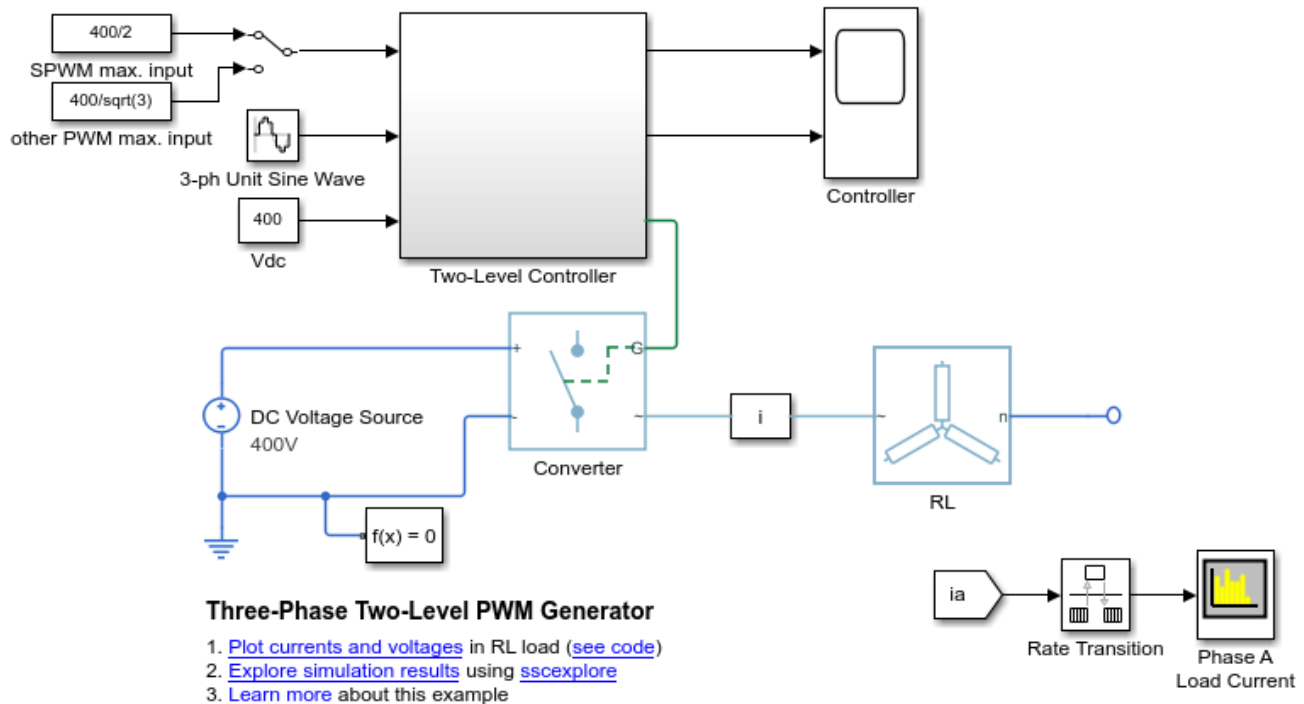 400/2
SPWM max. input
400/sqrt(3)
other PWM max. input
3-ph Unit Sine Wave
400
Vdc
Two-Level Controller
Controller
+
G
-
~
Converter
DC Voltage Source
400V
f(x) = 0
i
~
n
RL
ia
Rate Transition
Phase A
Load Current
Three-Phase Two-Level PWM Generator
1. Plot currents and voltages in RL load (see code)
2. Explore simulation results using sscexplore
3. Learn more about this example